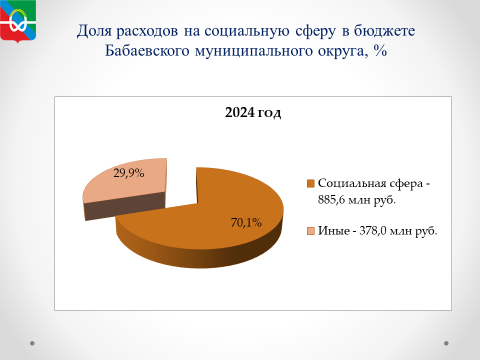 Доля расходов на социальную сферу в бюджете
Бабаевского муниципального округа, %
2024 год
29,9%
70,1%
Социальная сфера -
885,6 млн руб.
Иные - 378,0 млн руб.